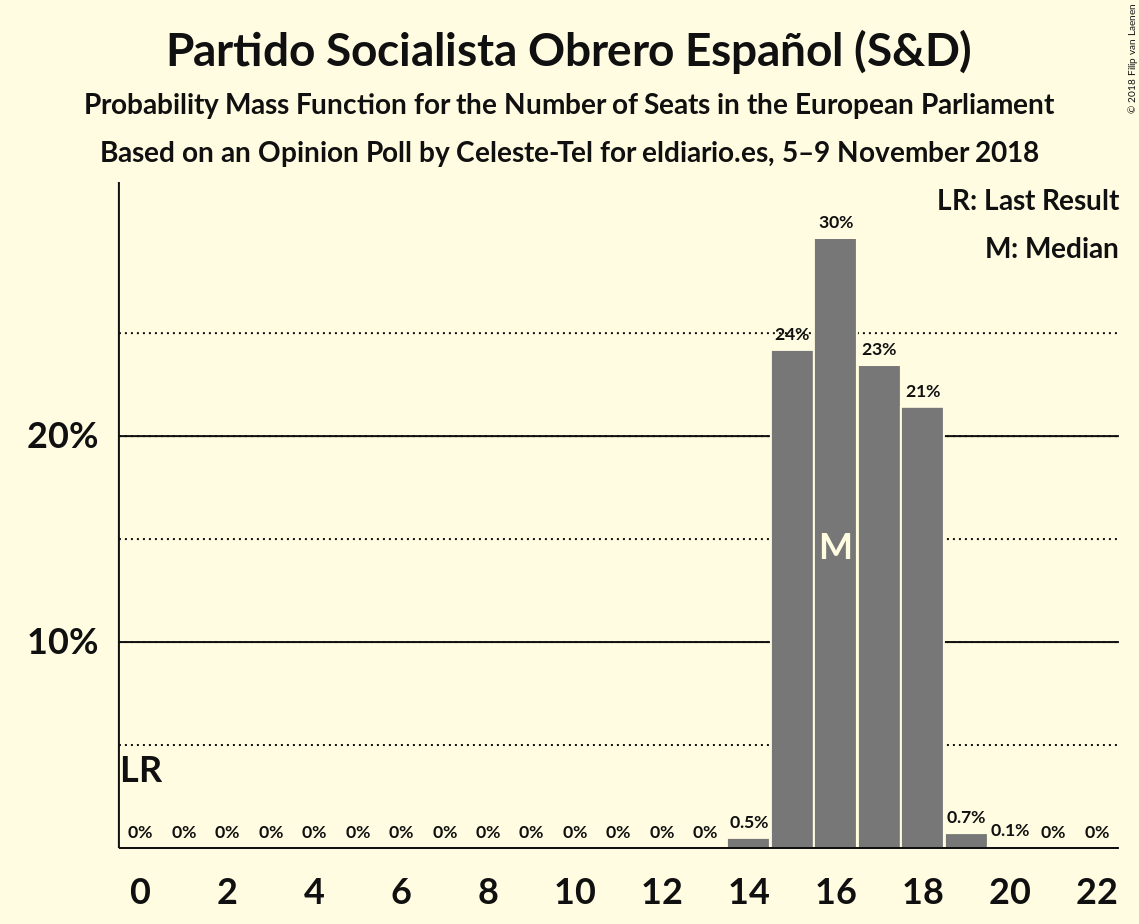 Partido Socialista Obrero Español (S&D)
Probability Mass Function for the Number of Seats in the European Parliament
Based on an Opinion Poll by Celeste-Tel for eldiario.es, 5–9 November 2018
© 2018 Filip van Laenen
LR: Last Result
M: Median
30%
24%
23%
21%
20%
M
10%
LR
0% 0% 0% 0% 0% 0% 0% 0% 0% 0% 0% 0% 0% 0% 0.5% 0.7% 0.1% 0% 0%
0 2 4 6 8 10 12 14 16 18 20 22